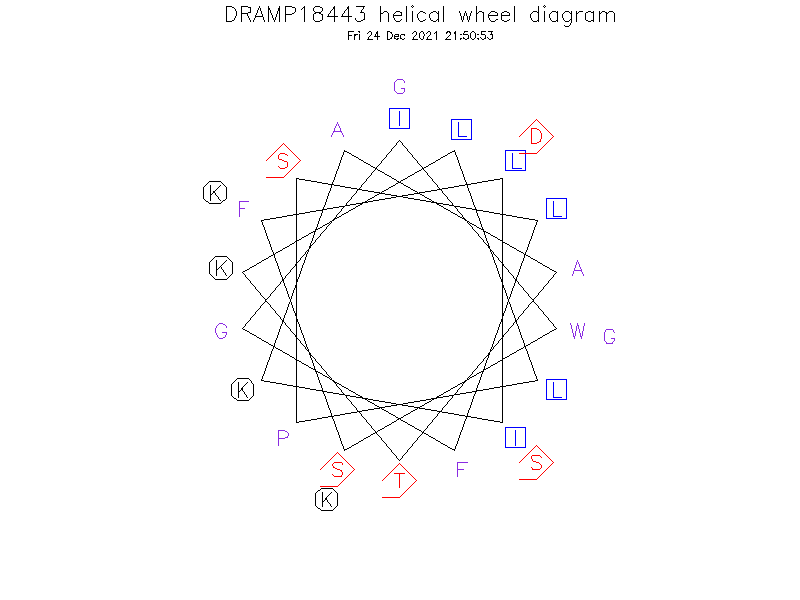 DRAMP18443 helical wheel diagram
Fri 24 Dec 2021 21:50:53
G
I
A
L
D
S
L
K
F
L
K
A
G
W
G
K
L
P
I
S
F
S
T
K